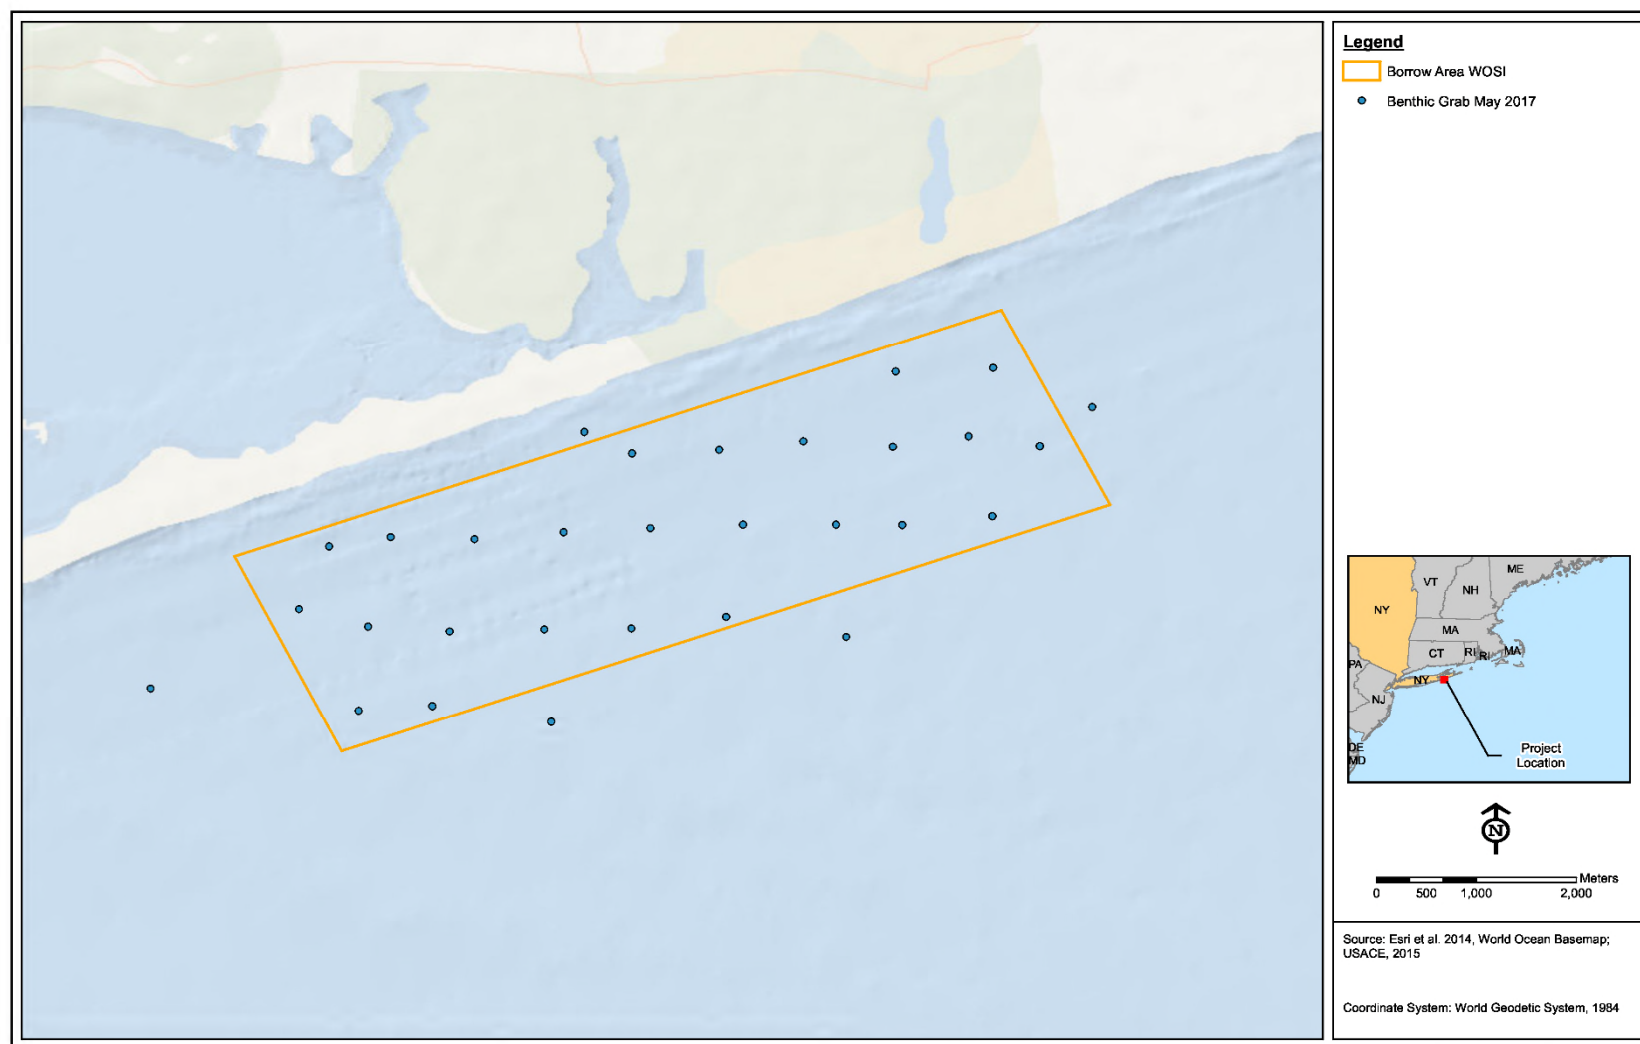 Legend
Borrow Area WOSI
Benthic Grab May 2017
ME
VT
NH
NY
MA
CT
RI
RI
MA
PA
NY
NJ
DE
MD
Project
Location
N
Meters
0 500 1,000 2,000
Source: Esri et al. 2014, World Ocean Basemap;
USACE, 2015
Coordinate System: World Geodetic System, 1984